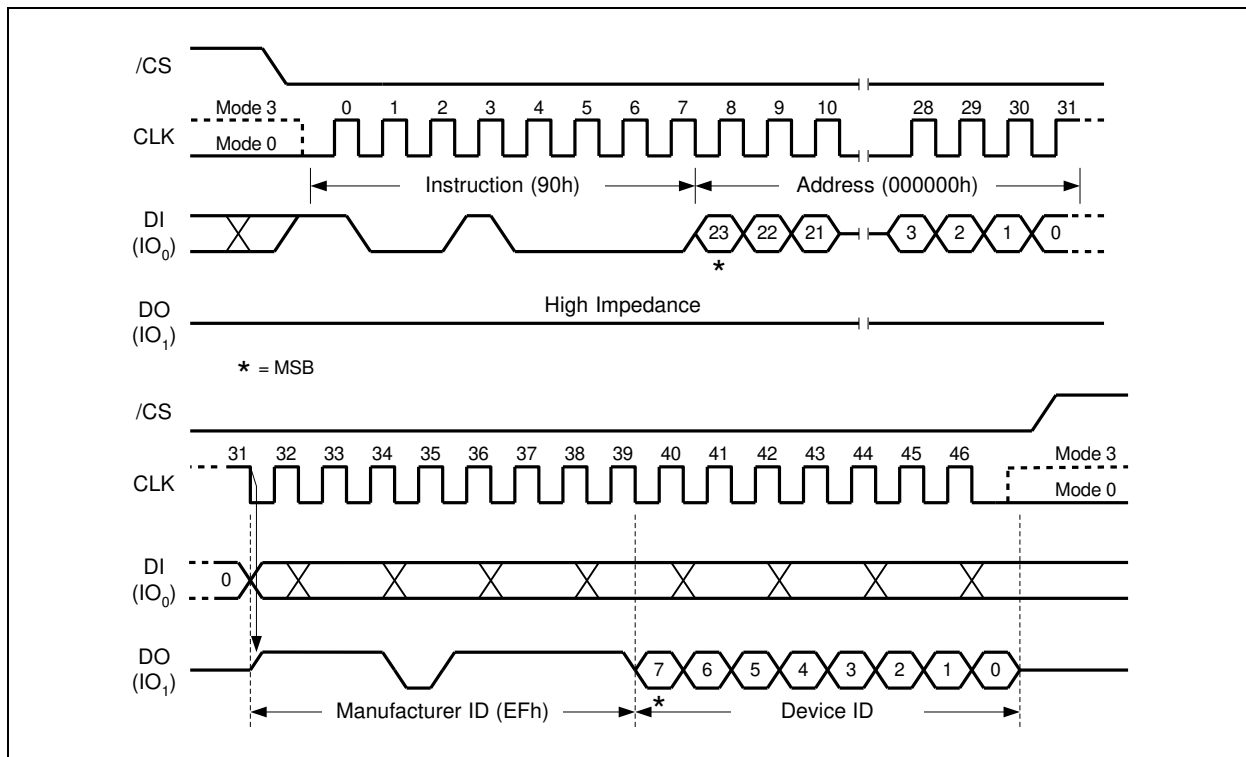 /CS
Mode 3 0 1 2 3 4 5 6 7 8 9 10 28 29 30 31
CLK
Mode 0
Instruction (90h) Address (000000h)
DI
(IO0) 23 22 21 3 2 1 0
*
High Impedance
DO
(IO1)
* = MSB
/CS
31 32 33 34 35 36 37 38 39 40 41 42 43 44 45 46 Mode 3
CLK
Mode 0
DI
(IO0) 0
DO
(IO1) 7 6 5 4 3 2 1 0
*
Manufacturer ID (EFh) Device ID